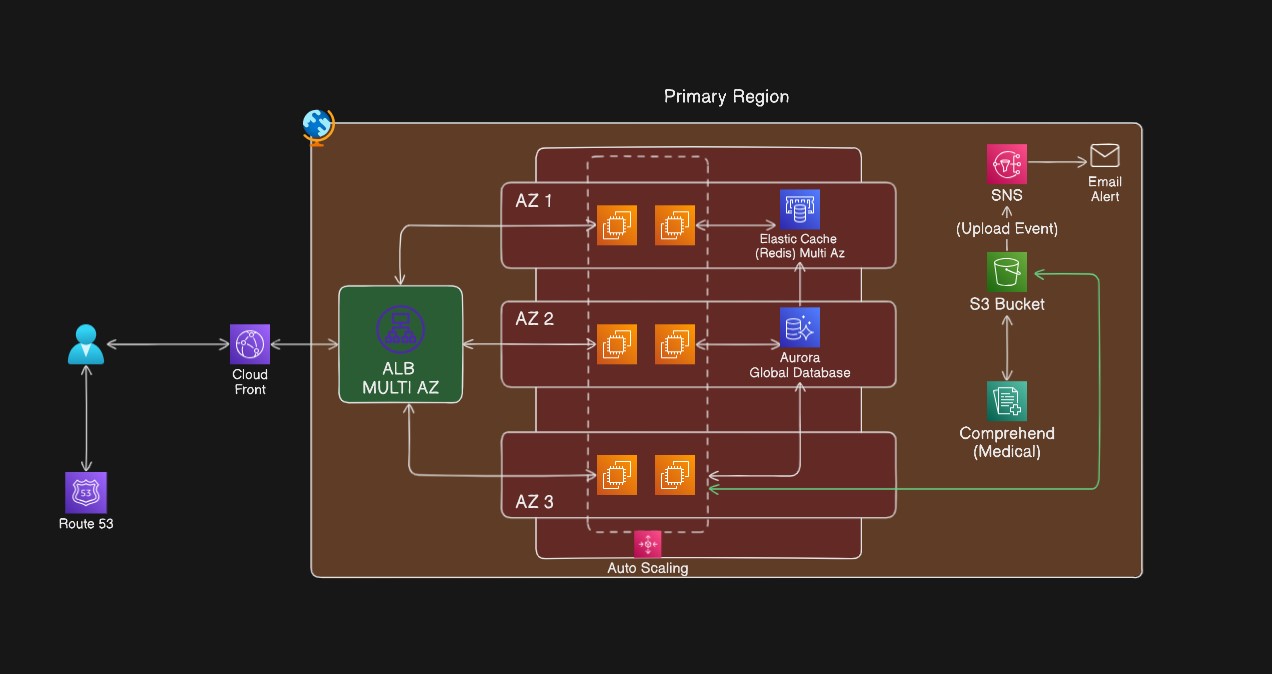 Primary Region
AZ 1
Elastic Cache
(Redis) Multi Az
SNS
Email
Alert
(Upload Event)
S3 Bucket
Cloud
Front
ALB
MULTI AZ
AZ 2
Aurora
Global Database
Comprehend
(Medical)
53
Route 53
AZ 3
Auto Scaling